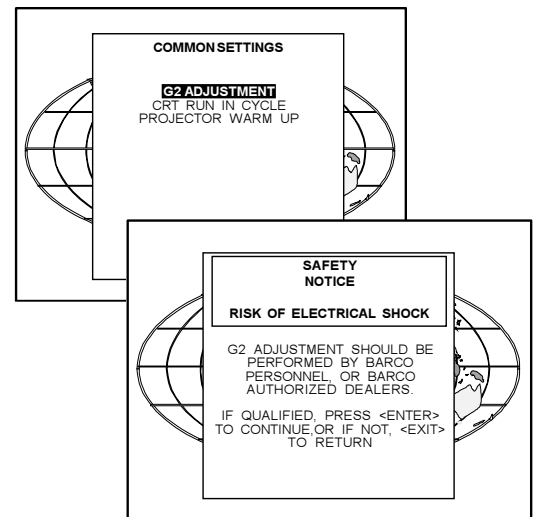 COMMON SETTINGS
G2 ADJUSTMENT
CRT RUN IN CYCLE
PROJECTOR WARM UP
SAFETY
NOTICE
RISK OF ELECTRICAL SHOCK
G2 ADJUSTMENT SHOULD BE
PERFORMED BY BARCO
PERSONNEL, OR BARCO
AUTHORIZED DEALERS.
IF QUALIFIED, PRESS <ENTER>
TO CONTINUE,OR IF NOT, <EXIT>
TO RETURN